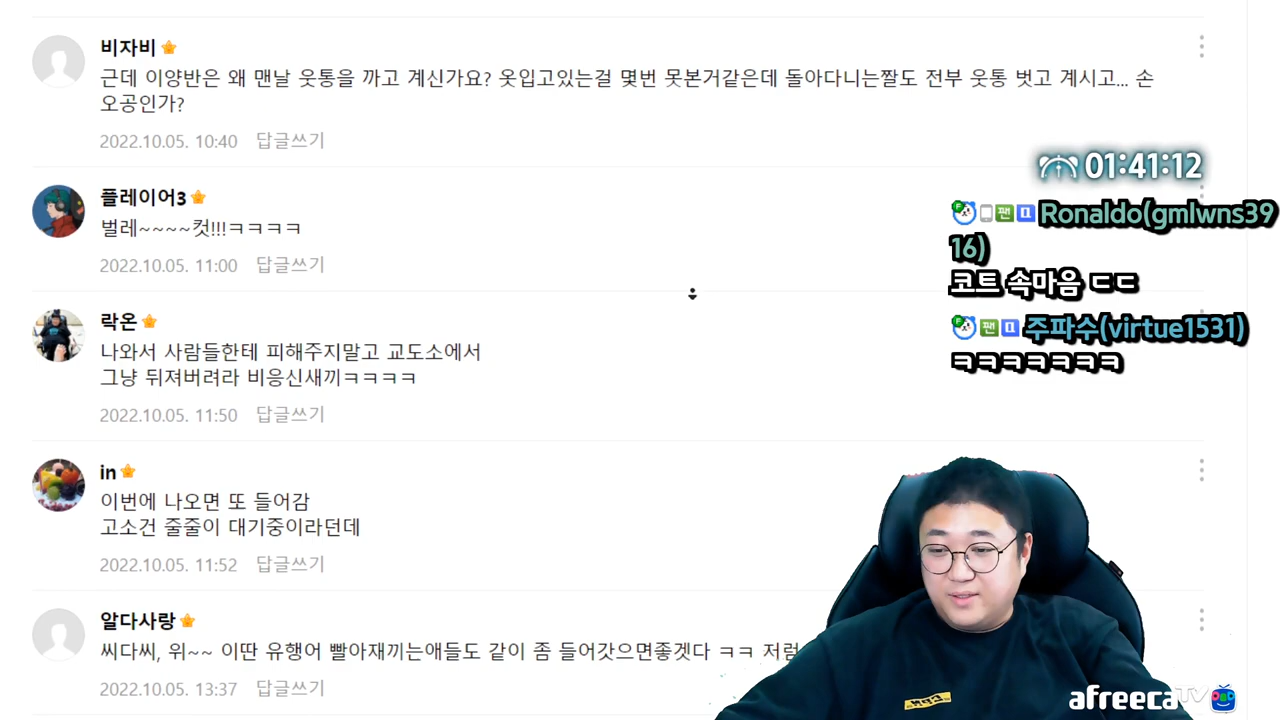 비자비
근데 이양반은 왜 맨날 웃통을 까고 계신가요? 옷입고있는걸 몇번 못본거같은데 돌아다니는짤도 전부 웃통 벗고 계시고... 손
오공인가?
2022.10.05. 10:40 답글쓰기
플레이어3
벌레~~~~컷!!!ㅋㅋㅋㅋ
2022.10.05. 11:00 답글쓰기
락온
나와서 사람들한테 피해주지말고 교도소에서
그냥 뒤져버려라 비응신새끼ㅋㅋㅋㅋ
2022.10.05. 11:50 답글쓰기
in
이번에 나오면 또 들어감
고소건 줄줄이 대기중이라던데
2022.10.05. 11:52 답글쓰기
알다사랑
씨다씨, 위~~ 이딴 유행어 빨아재끼는애들도 같이 좀 들어갓으면좋겟다 ㅋㅋ 저럼
2022.10.05. 13:37 답글쓰기
01:41:12
F 팬 Ronaldo(gmlwns39
16)
코트 속마음 ㄷㄷ
F 팬 주파수(virtue1531)
ㅋㅋㅋㅋㅋㅋㅋ
afreecaTV